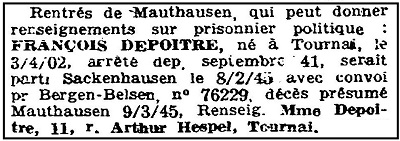 Rentrés de Mauthausen, qui peut donner
renseignements sur prisonnier politique :
FRANÇOIS DEPOITRE, né à Tournai, le
3/4/02, arrêté dep. septembre 41, serait
parti Sackenhausen le 8/2/45 avec convoi
pr Bergen-Belsen, n° 76229, décès présumé
Mauthausen 9/3/45, Renseig. Mme Depoi-
tre, 11, r. Arthur Hespel, Tournai.